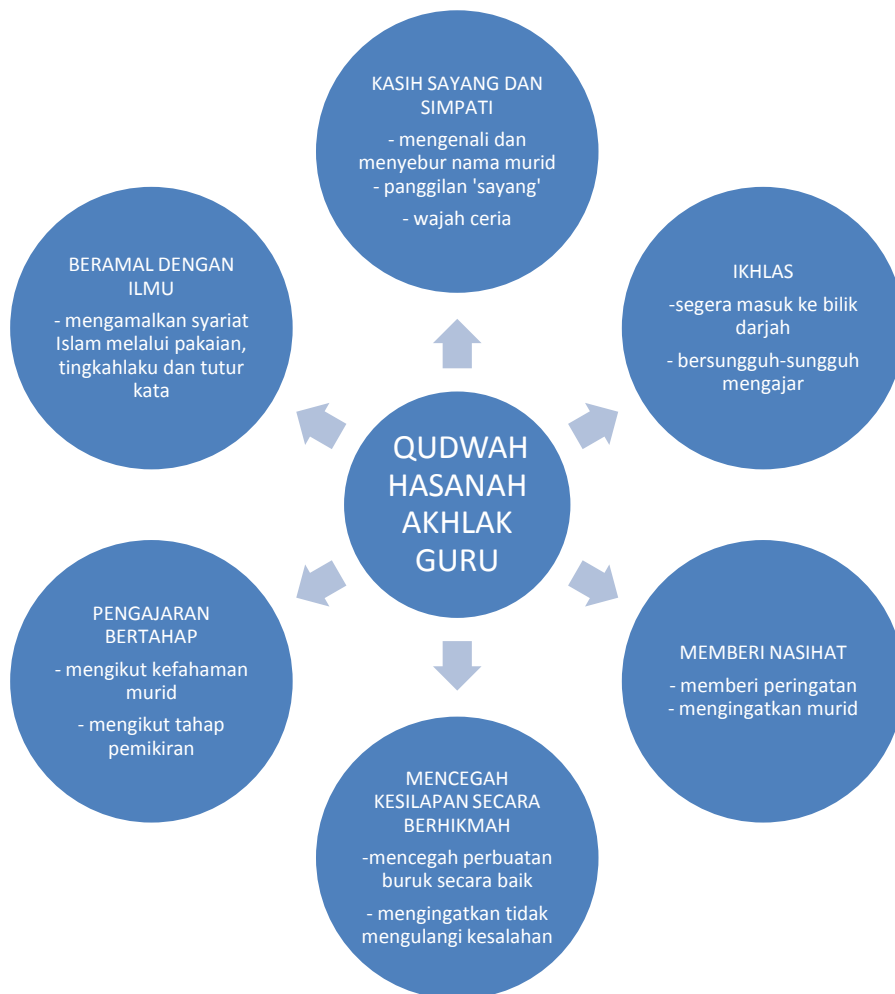 KASIH SAYANG DAN
SIMPATI
- mengenali dan
menyebur nama murid
- panggilan 'sayang'
- wajah ceria
BERAMAL DENGAN
ILMU
- mengamalkan syariat
Islam melalui pakaian,
tingkahlaku dan tutur
kata
IKHLAS
-segera masuk ke bilik
darjah
- bersungguh-sungguh
mengajar
QUDWAH
HASANAH
AKHLAK
GURU
PENGAJARAN
BERTAHAP
- mengikut kefahaman
murid
- mengikut tahap
pemikiran
MEMBERI NASIHAT
- memberi peringatan
- mengingatkan murid
MENCEGAH
KESILAPAN SECARA
BERHIKMAH
-mencegah perbuatan
buruk secara baik
- mengingatkan tidak
mengulangi kesalahan